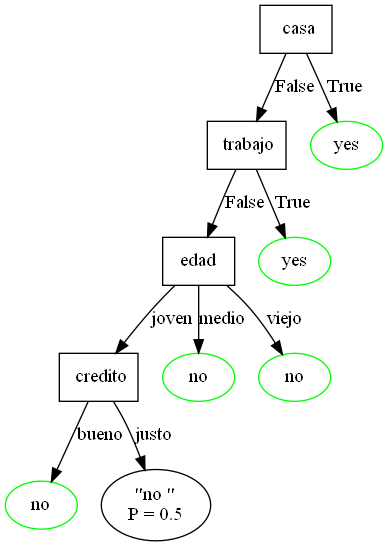 casa
False
True
trabajo
yes
False
True
edad
yes
joven
medio
viejo
credito
no
no
bueno
justo
no
"no "
P = 0.5